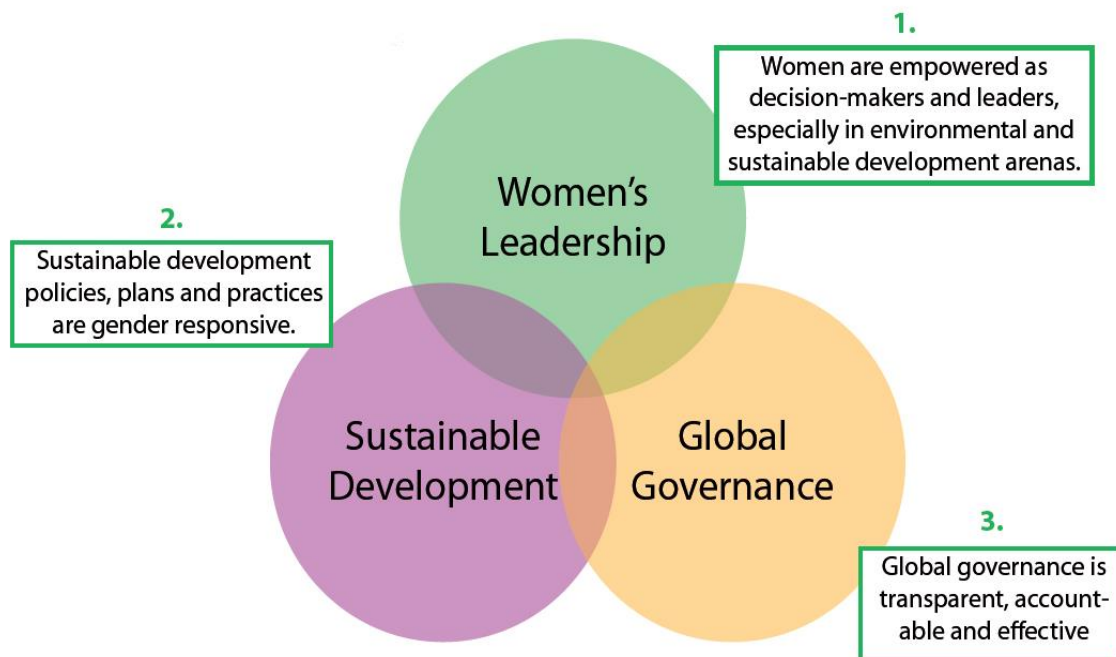 1.
Women are empowered as
decision-makers and leaders,
especially in environmental and
sustainable development arenas.
Women’s
Leadership
2.
Sustainable development
policies, plans and practices
are gender responsive.
Sustainable
Development
Global
Governance
3.
Global governance is
transparent, account-
able and effective